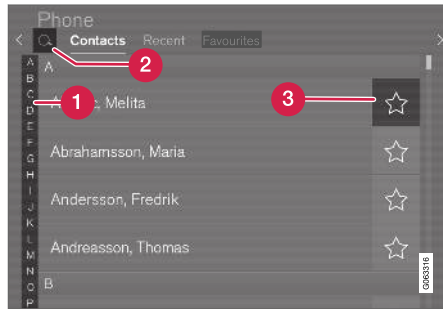 Phone
Contacts Recent Favourites
A
B
C
D
E
F
G
H
I
J
K
L
M
N
O
P
A
Melita
Abrahamsson, Maria
Andersson, Fredrik
Andreasson, Thomas
B
1
2
3
G063316